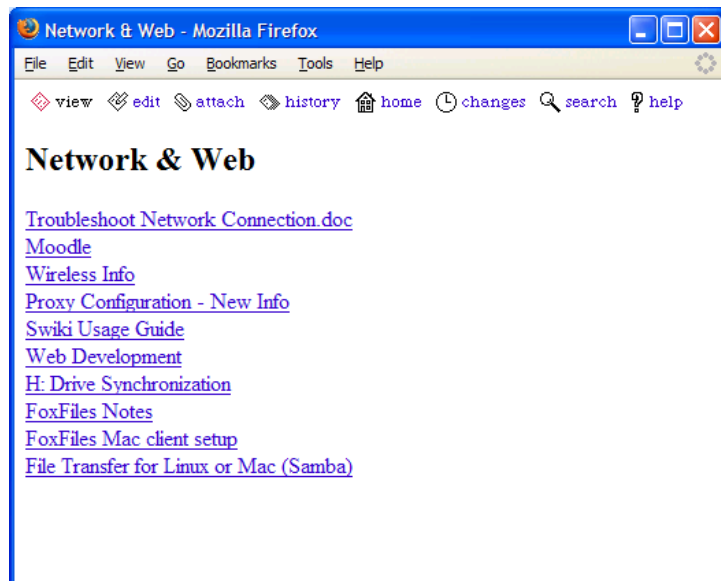 Network & Web - Mozilla Firefox
File Edit View Go Bookmarks Tools Help
view edit attach history home changes search help
Network & Web
Troubleshoot Network Connection.doc
Moodle
Wireless Info
Proxy Configuration - New Info
Swiki Usage Guide
Web Development
H: Drive Synchronization
FoxFiles Notes
FoxFiles Mac client setup
File Transfer for Linux or Mac (Samba)